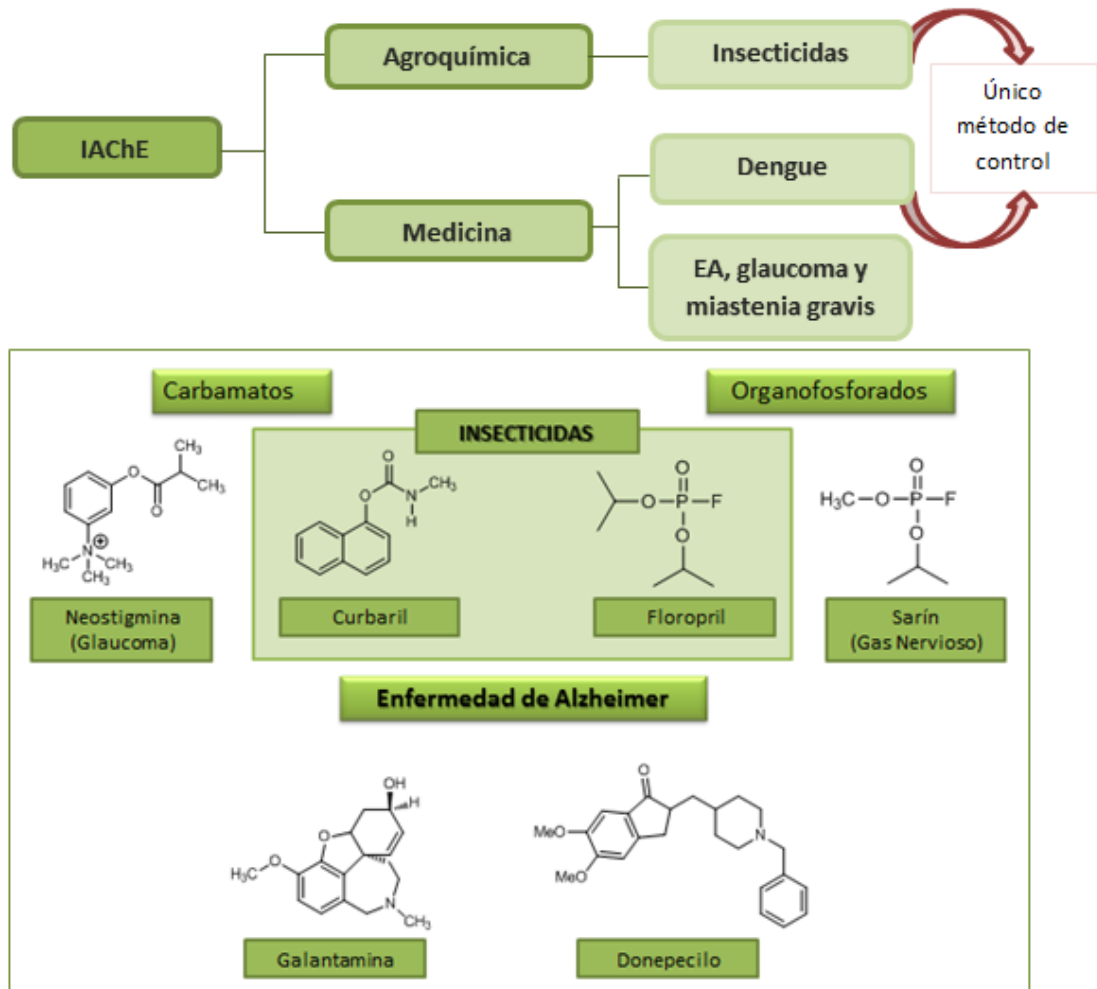 Agroquímica
Insecticidas
Único
método de
control
IAChE
Dengue
Medicina
EA, glaucoma y
miastenia gravis
Carbamatos
Organofosforados
INSECTICIDAS
CH₃
O
CH₃
O
N⊕
H₃C
CH₃
CH₃
Neostigmina
(Glaucoma)
O
O
N
CH₃
H
Curbaril
O
O–P–F
O
Floropril
O
H₃C
O–P–F
O
Sarín
(Gas Nervioso)
Enfermedad de Alzheimer
OH
H
O
O
H₃C
N
CH₃
Galantamina
O
MeO
MeO
N
Donepecilo